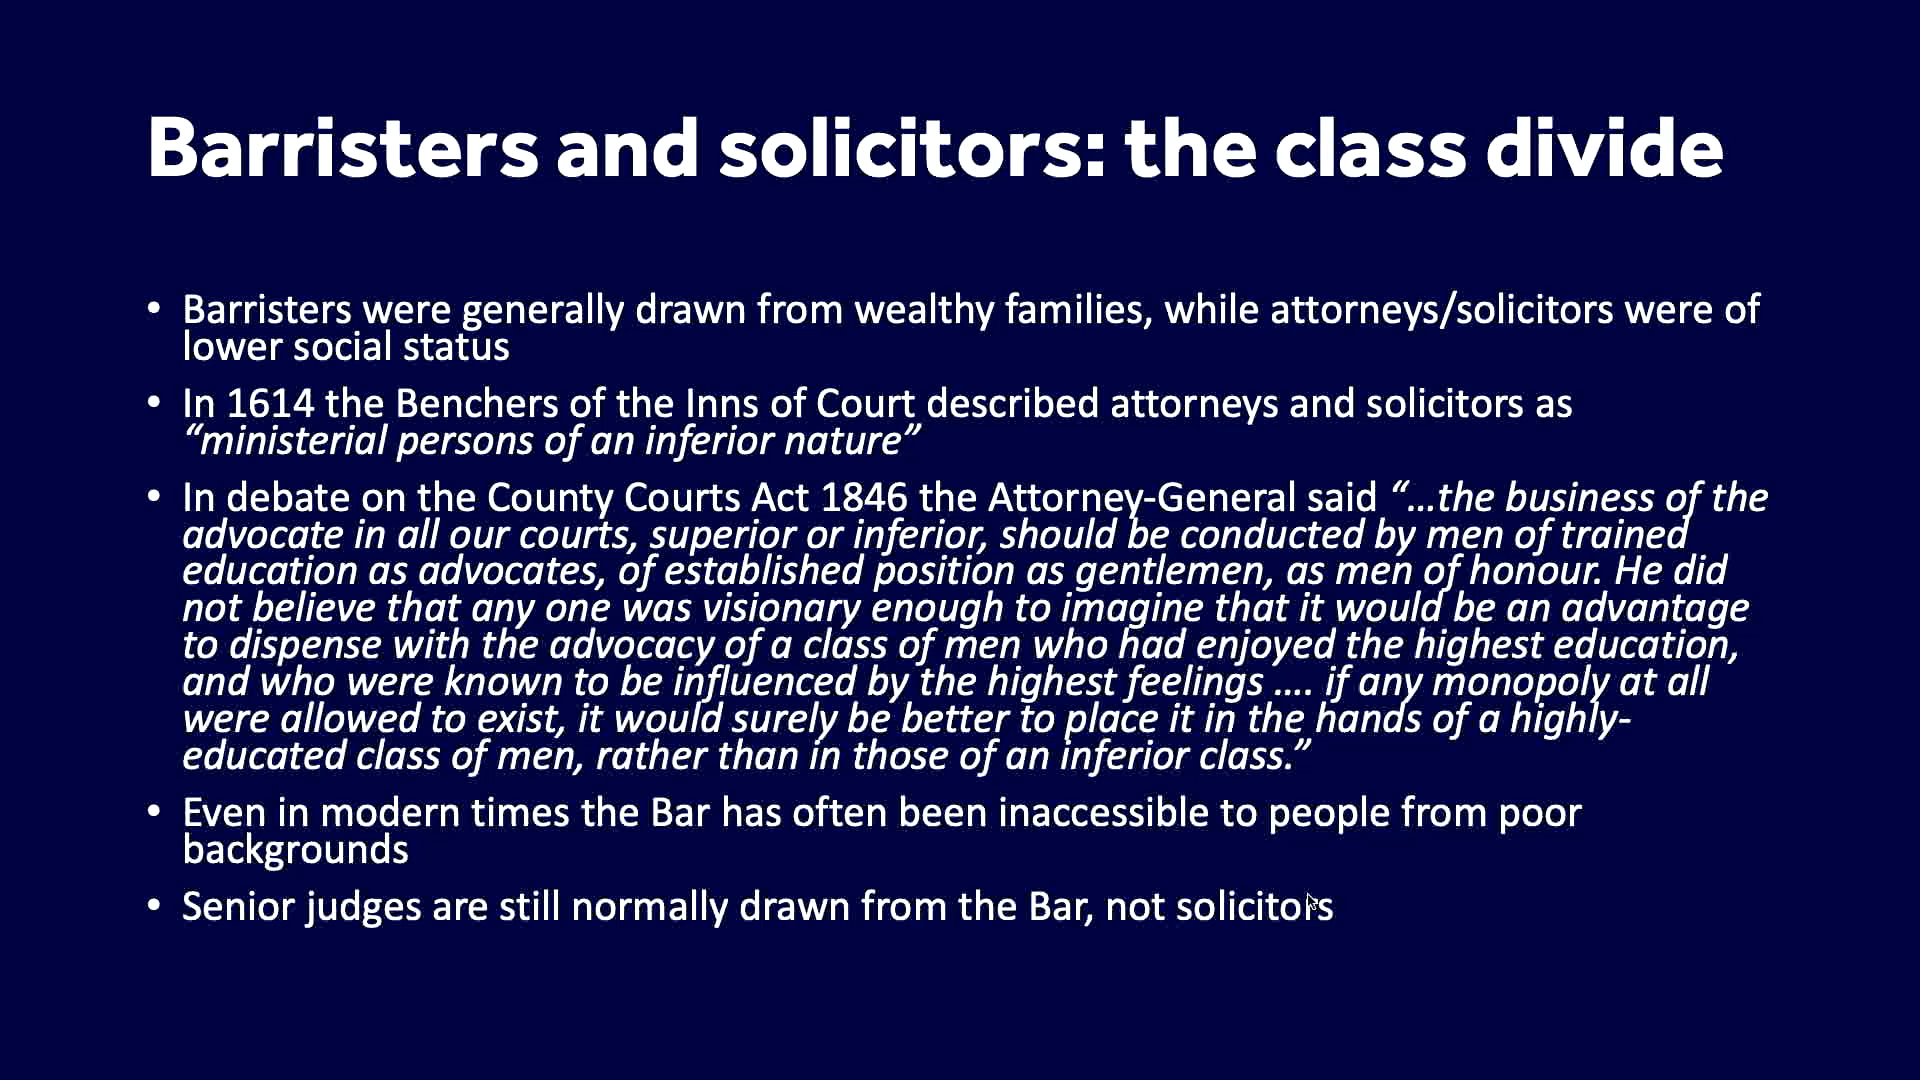 Barristers and solicitors: the class divide
• Barristers were generally drawn from wealthy families, while attorneys/solicitors were of
lower social status
• In 1614 the Benchers of the Inns of Court described attorneys and solicitors as
“ministerial persons of an inferior nature”
• In debate on the County Courts Act 1846 the Attorney-General said “…the business of the
advocate in all our courts, superior or inferior, should be conducted by men of trained
education as advocates, of established position as gentlemen, as men of honour. He did
not believe that any one was visionary enough to imagine that it would be an advantage
to dispense with the advocacy of a class of men who had enjoyed the highest education,
and who were known to be influenced by the highest feelings …. if any monopoly at all
were allowed to exist, it would surely be better to place it in the hands of a highly-
educated class of men, rather than in those of an inferior class.”
• Even in modern times the Bar has often been inaccessible to people from poor
backgrounds
• Senior judges are still normally drawn from the Bar, not solicitors